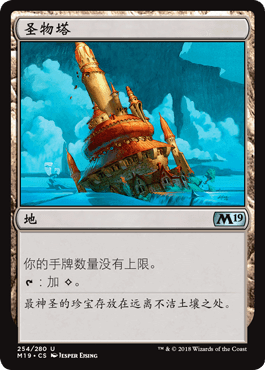 圣物塔
地
M19
你的手牌数量没有上限。
：加。
最神圣的珍宝存放在远离不洁土壤之处。
254/280 U
M19 • CS JESPER EJSING
™ & © 2018 Wizards of the Coast